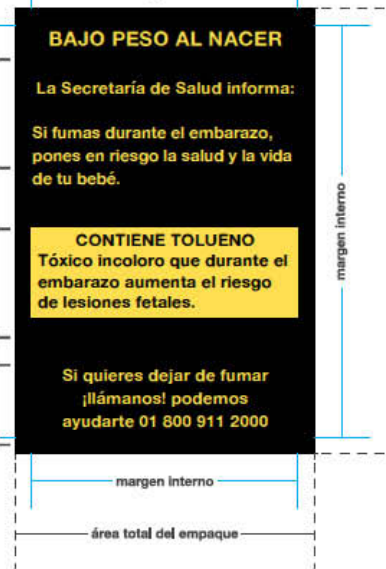 BAJO PESO AL NACER
La Secretaría de Salud informa:
Si fumas durante el embarazo,
pones en riesgo la salud y la vida
de tu bebé.
CONTIENE TOLUENO
Tóxico incoloro que durante el
embarazo aumenta el riesgo
de lesiones fetales.
Si quieres dejar de fumar
¡llámanos! podemos
ayudarte 01 800 911 2000
margen interno
margen interno
área total del empaque